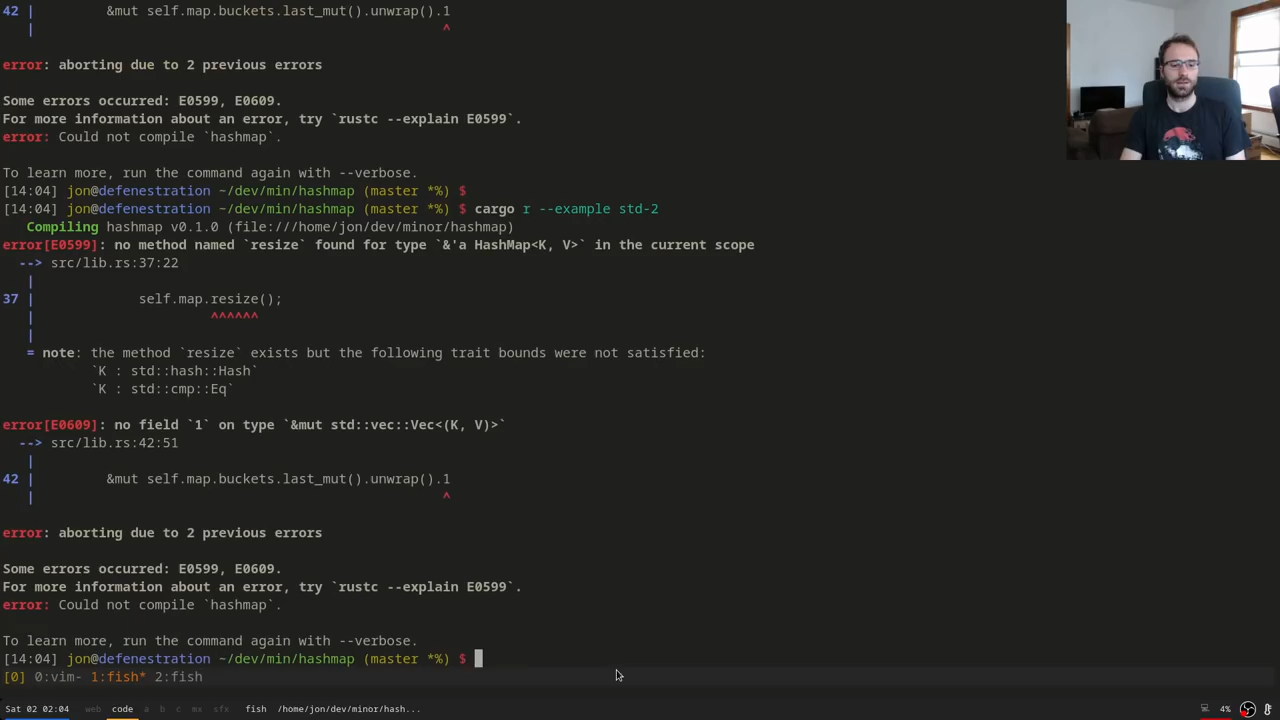 42 |         &mut self.map.buckets.last_mut().unwrap().1
   |                                                   ^
error: aborting due to 2 previous errors
Some errors occurred: E0599, E0609.
For more information about an error, try `rustc --explain E0599`.
error: Could not compile `hashmap`.
To learn more, run the command again with --verbose.
[14:04] jon@defenestration ~/dev/min/hashmap (master *%) $
[14:04] jon@defenestration ~/dev/min/hashmap (master *%) $ cargo r --example std-2
   Compiling hashmap v0.1.0 (file:///home/jon/dev/minor/hashmap)
error[E0599]: no method named `resize` found for type `&'a HashMap<K, V>` in the current scope
  --> src/lib.rs:37:22
   |
37 |             self.map.resize();
   |                      ^^^^^^
   |
   = note: the method `resize` exists but the following trait bounds were not satisfied:
           `K : std::hash::Hash`
           `K : std::cmp::Eq`
error[E0609]: no field `1` on type `&mut std::vec::Vec<(K, V)>`
  --> src/lib.rs:42:51
   |
42 |         &mut self.map.buckets.last_mut().unwrap().1
   |                                                   ^
error: aborting due to 2 previous errors
Some errors occurred: E0599, E0609.
For more information about an error, try `rustc --explain E0599`.
error: Could not compile `hashmap`.
To learn more, run the command again with --verbose.
[14:04] jon@defenestration ~/dev/min/hashmap (master *%) $
[0] 0:vim- 1:fish* 2:fish
Sat 02 02:04 web code a b c mx sfx fish /home/jon/dev/minor/hash... 4%